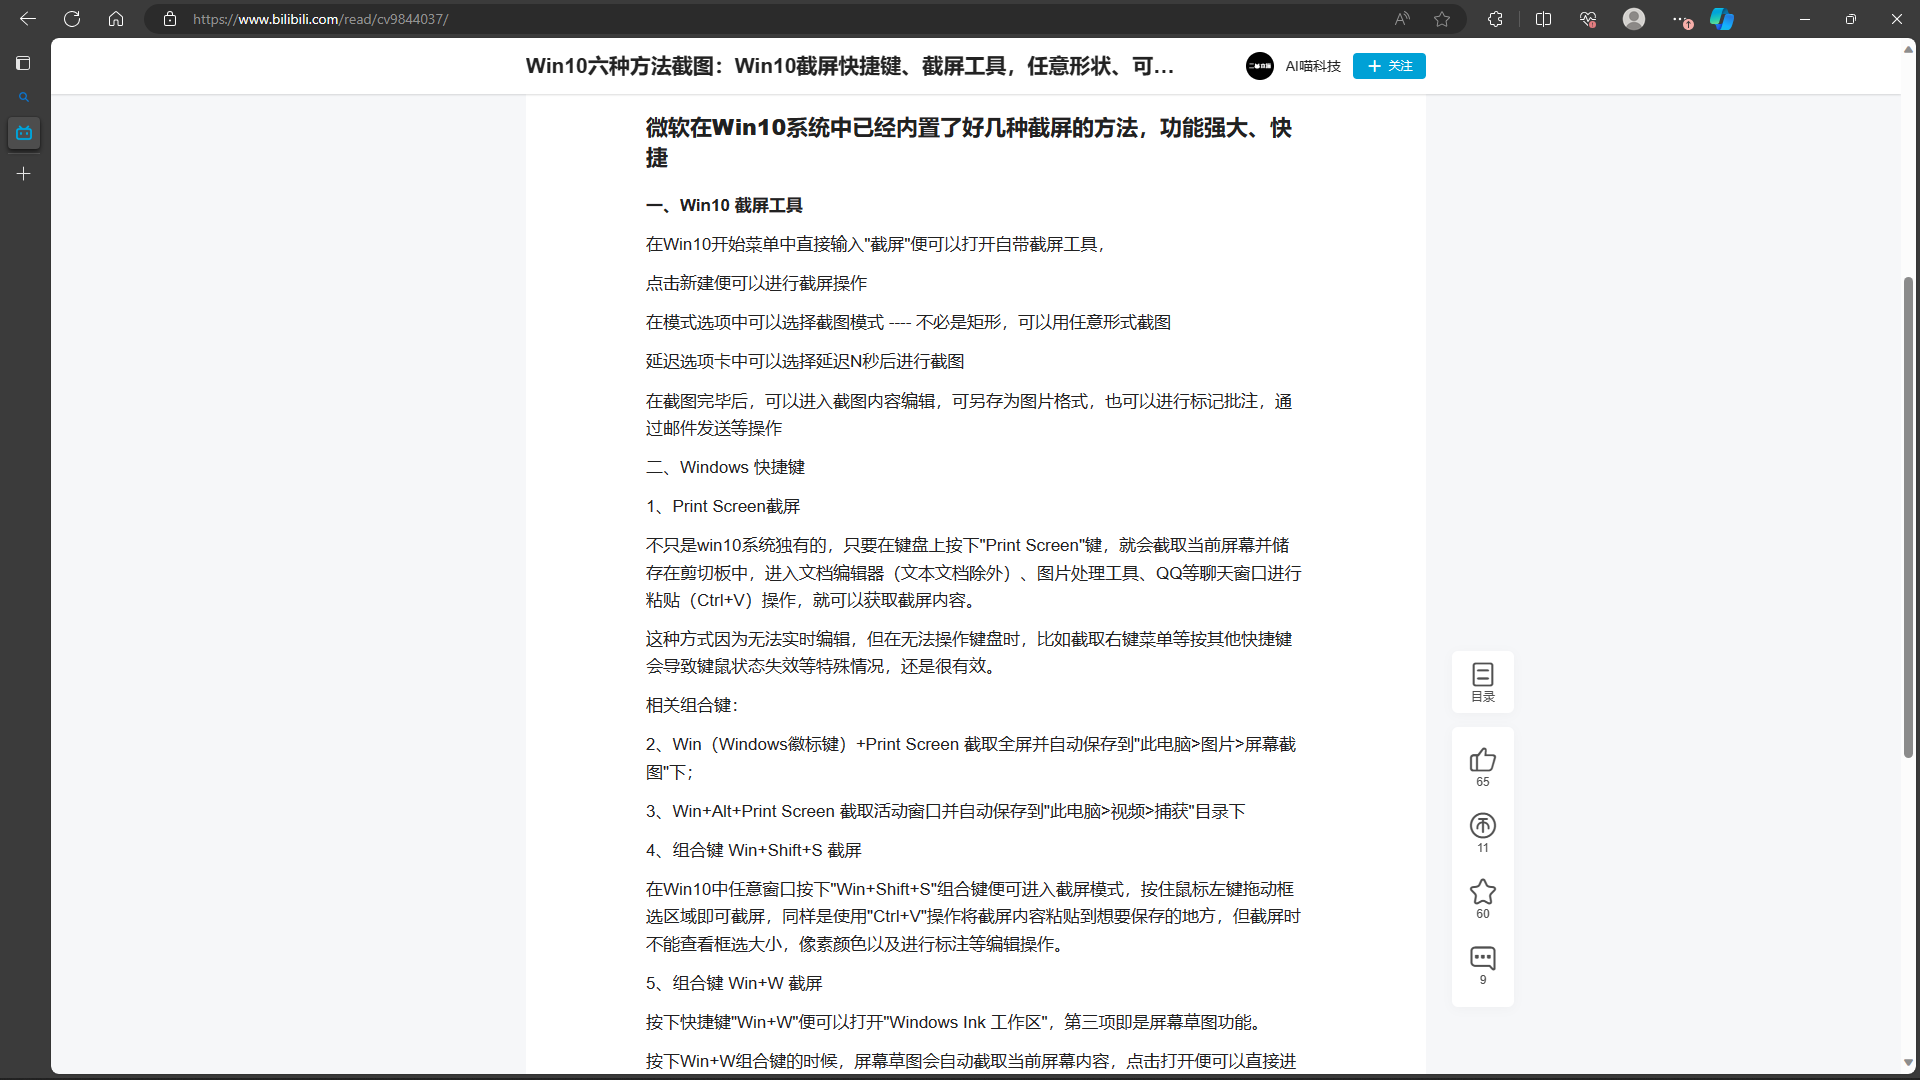 https://www.bilibili.com/read/cv9844037/
Win10六种方法截图：Win10截屏快捷键、截屏工具，任意形状、可...
AI喵科技
关注
微软在Win10系统中已经内置了好几种截屏的方法，功能强大、快
捷
一、Win10 截屏工具
在Win10开始菜单中直接输入"截屏"便可以打开自带截屏工具，
点击新建便可以进行截屏操作
在模式选项中可以选择截图模式 ---- 不必是矩形，可以用任意形式截图
延迟选项卡中可以选择延迟N秒后进行截图
在截图完毕后，可以进入截图内容编辑，可另存为图片格式，也可以进行标记批注，通
过邮件发送等操作
二、Windows 快捷键
1、Print Screen截屏
不只是win10系统独有的，只要在键盘上按下"Print Screen"键，就会截取当前屏幕并储
存在剪切板中，进入文档编辑器（文本文档除外）、图片处理工具、QQ等聊天窗口进行
粘贴（Ctrl+V）操作，就可以获取截屏内容。
这种方式因为无法实时编辑，但在无法操作键盘时，比如截取右键菜单等按其他快捷键
会导致键鼠状态失效等特殊情况，还是很有效。
相关组合键：
2、Win（Windows徽标键）+Print Screen 截取全屏并自动保存到"此电脑>图片>屏幕截
图"下；
3、Win+Alt+Print Screen 截取活动窗口并自动保存到"此电脑>视频>捕获"目录下
4、组合键 Win+Shift+S 截屏
在Win10中任意窗口按下"Win+Shift+S"组合键便可进入截屏模式，按住鼠标左键拖动框
选区域即可截屏，同样是使用"Ctrl+V"操作将截屏内容粘贴到想要保存的地方，但截屏时
不能查看框选大小，像素颜色以及进行标注等编辑操作。
5、组合键 Win+W 截屏
按下快捷键"Win+W"便可以打开"Windows Ink 工作区"，第三项即是屏幕草图功能。
按下Win+W组合键的时候，屏幕草图会自动截取当前屏幕内容，点击打开便可以直接进
目录
65
11
60
9